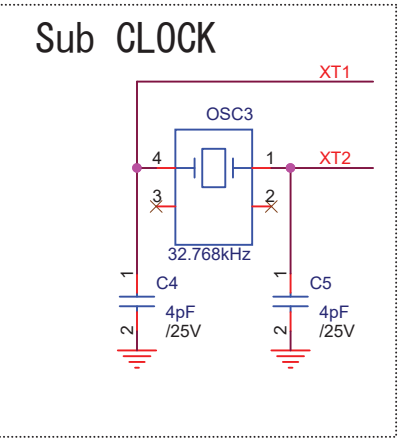 Sub CLOCK
XT1
OSC3
4 1 XT2
3 2
32.768kHz
1 C4 1 C5
4pF 4pF
2 /25V 2 /25V